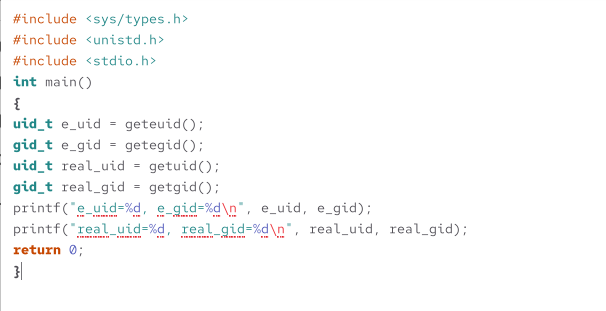 #include <sys/types.h>
#include <unistd.h>
#include <stdio.h>
int main()
{
uid_t e_uid = geteuid();
gid_t e_gid = getegid();
uid_t real_uid = getuid();
gid_t real_gid = getgid();
printf("e_uid=%d, e_gid=%d\n", e_uid, e_gid);
printf("real_uid=%d, real_gid=%d\n", real_uid, real_gid);
return 0;
}